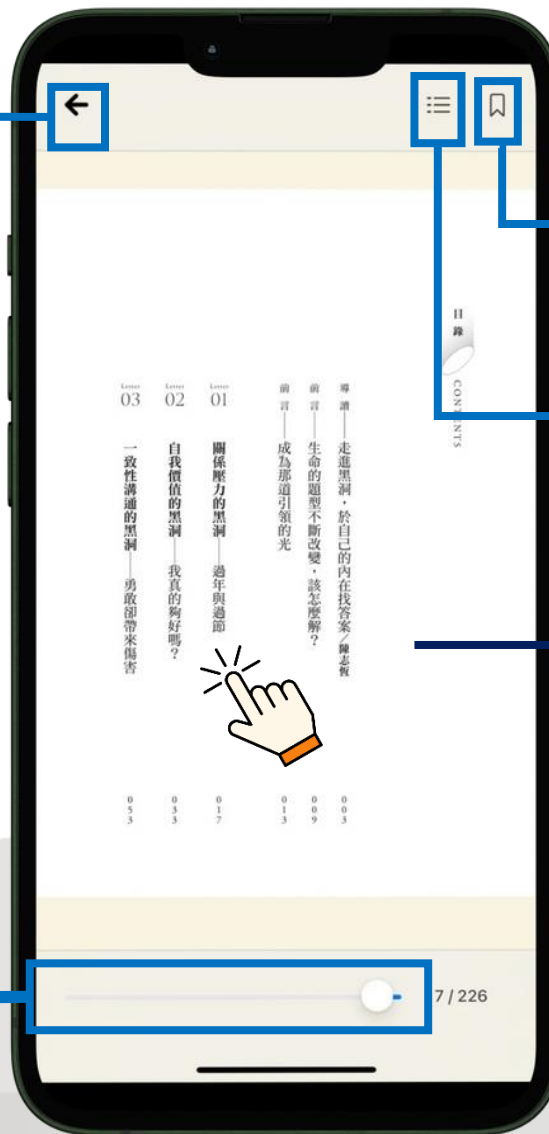 目錄 CONTENTS
導讀——走進黑洞，於自己的內在找答案／陳志恆 003
前言——生命的題型不斷改變，該怎麼解？ 009
前言——成為那道引領的光 013
Letter 01 關係壓力的黑洞——過年與過節 017
Letter 02 自我價值的黑洞——我真的夠好嗎？ 033
Letter 03 一致性溝通的黑洞——勇敢卻帶來傷害 053
7 / 226